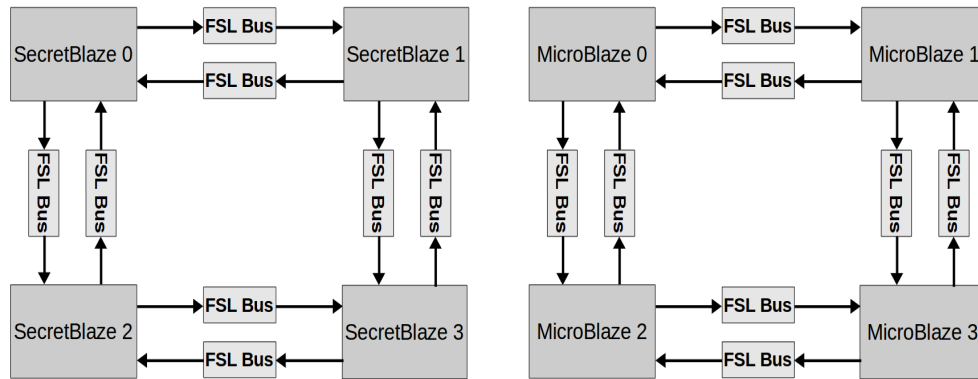 FSL Bus
SecretBlaze 0
SecretBlaze 1
FSL Bus
FSL Bus
FSL Bus
FSL Bus
FSL Bus
FSL Bus
SecretBlaze 2
SecretBlaze 3
FSL Bus
FSL Bus
MicroBlaze 0
MicroBlaze 1
FSL Bus
FSL Bus
FSL Bus
FSL Bus
FSL Bus
FSL Bus
MicroBlaze 2
MicroBlaze 3
FSL Bus